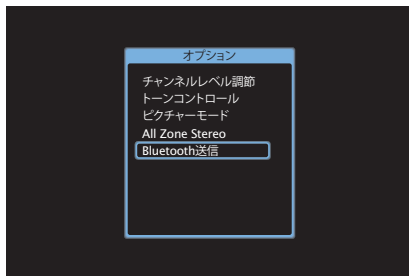 オプション
チャンネルレベル調節
トーンコントロール
ピクチャーモード
All Zone Stereo
Bluetooth送信